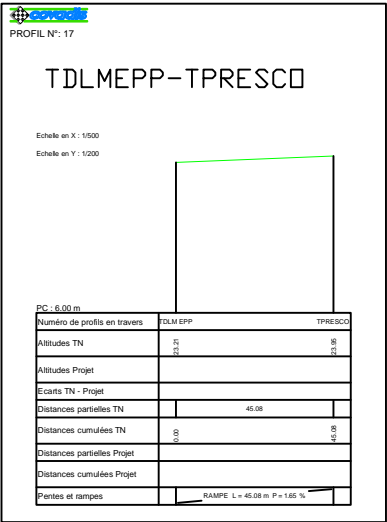 covadis
PROFIL N°: 17
TDLMEPP-TPRESCO
Echelle en X : 1/500
Echelle en Y : 1/200
PC : 6.00 m
Numéro de profils en travers TDLM EPP TPRESCO
Altitudes TN 23.21 23.95
Altitudes Projet
Ecarts TN - Projet
Distances partielles TN 45.08
Distances cumulées TN 0.00 45.08
Distances partielles Projet
Distances cumulées Projet
Pentes et rampes RAMPE L = 45.08 m P = 1.65 %